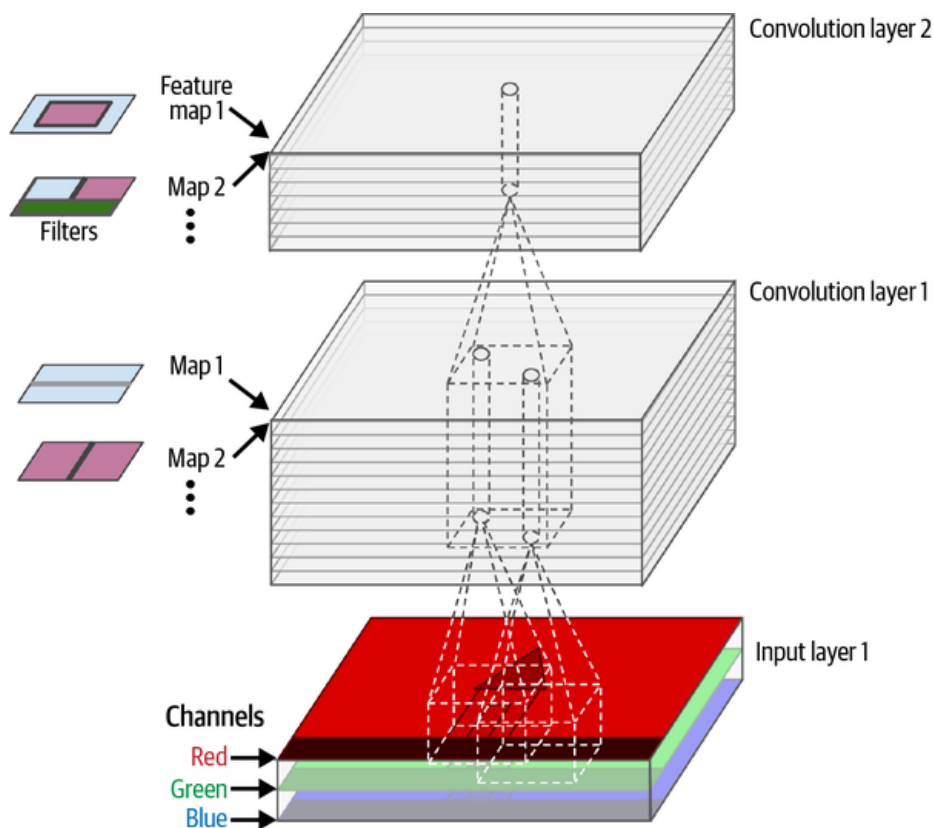 Convolution layer 2
Feature
map 1
Map 2
Filters
Convolution layer 1
Map 1
Map 2
Input layer 1
Channels
Red
Green
Blue